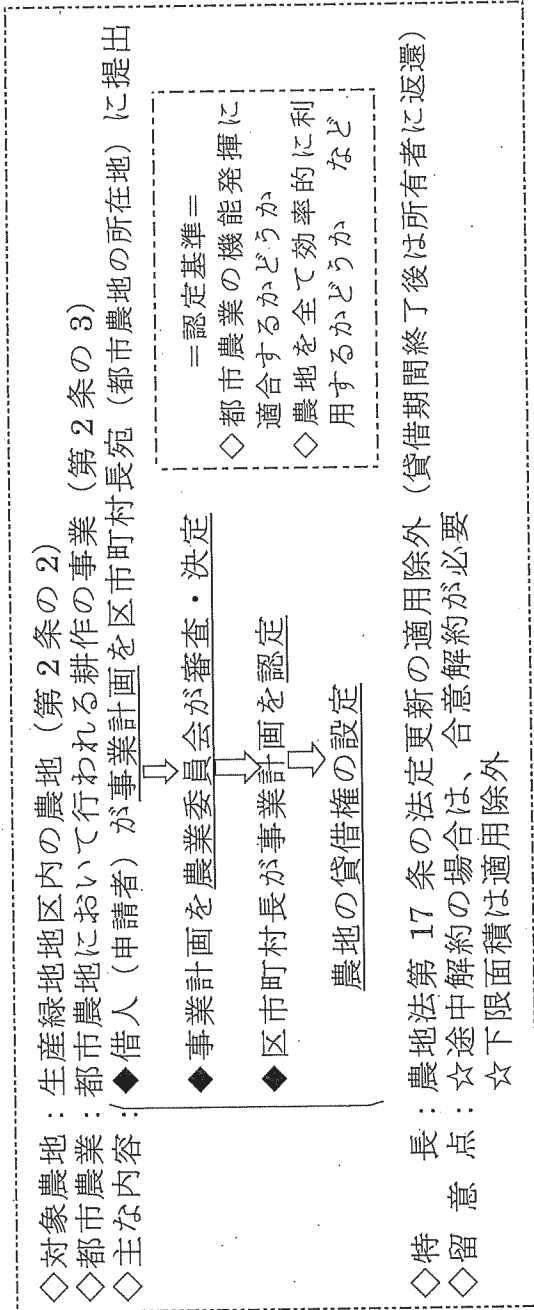 ◇対象農地：生産緑地地区内の農地（第２条の２）
◇都市農業：都市農地において行われる耕作の事業（第２条の３）
◇主な内容：◆借人（申請者）が事業計画を区市町村長宛（都市農地の所在地）に提出
⇩
◆事業計画を農業委員会が審査・決定
⇩
◆区市町村長が事業計画を認定
⇩
農地の貸借権の設定
＝認定基準＝
◇都市農業の機能発揮に
適合するかどうか
◇農地を全て効率的に利
用するかどうか　など
◇特　　長：農地法第 17 条の法定更新の適用除外（貸借期間終了後は所有者に返還）
◇留 意 点：☆途中解約の場合は、合意解約が必要
☆下限面積は適用除外